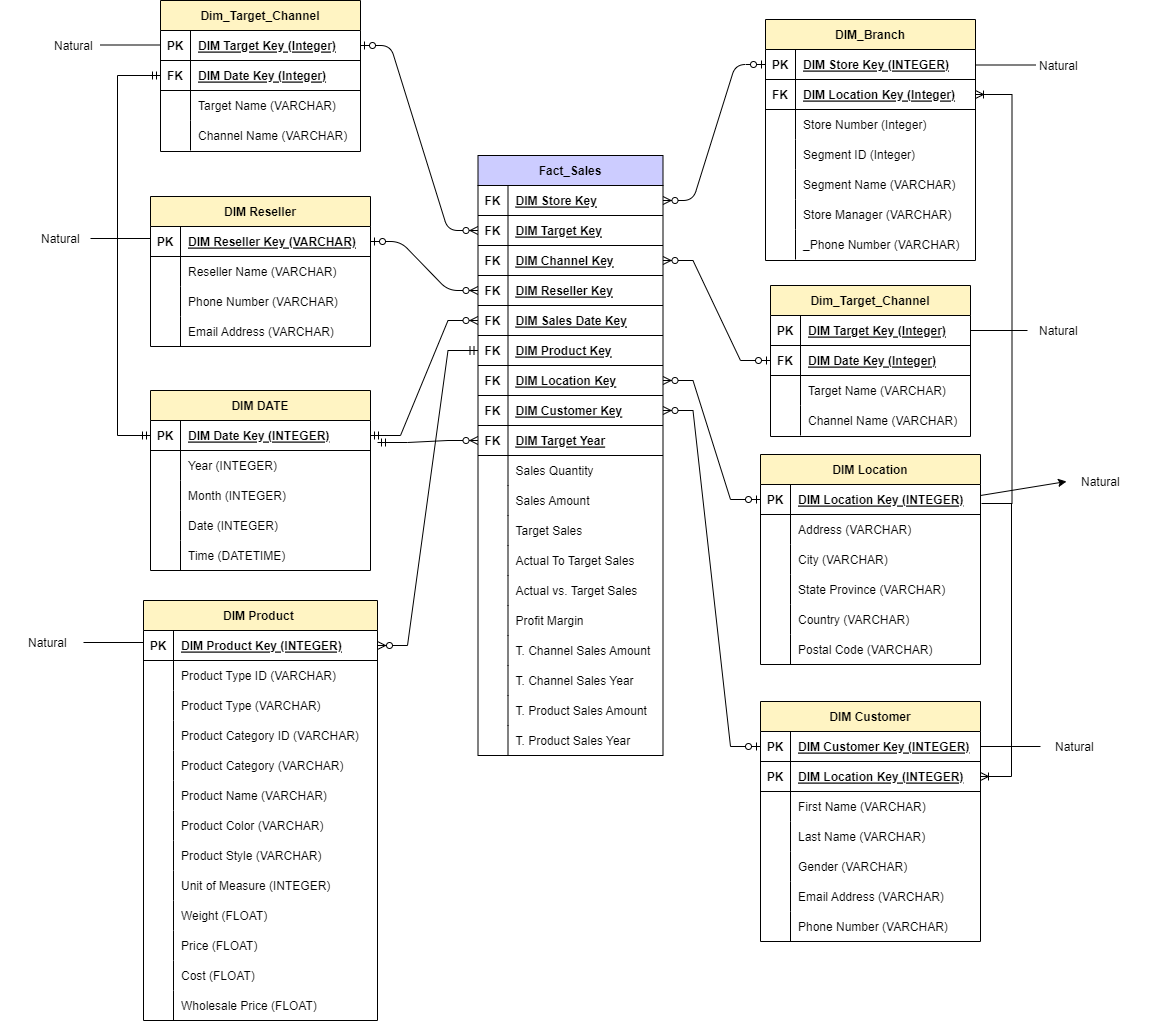 Dim_Target_Channel
Natural
PK DIM Target Key (Integer)
FK DIM Date Key (Integer)
Target Name (VARCHAR)
Channel Name (VARCHAR)
DIM Reseller
Natural
PK DIM Reseller Key (VARCHAR)
Reseller Name (VARCHAR)
Phone Number (VARCHAR)
Email Address (VARCHAR)
DIM DATE
PK DIM Date Key (INTEGER)
Year (INTEGER)
Month (INTEGER)
Date (INTEGER)
Time (DATETIME)
DIM Product
Natural
PK DIM Product Key (INTEGER)
Product Type ID (VARCHAR)
Product Type (VARCHAR)
Product Category ID (VARCHAR)
Product Category (VARCHAR)
Product Name (VARCHAR)
Product Color (VARCHAR)
Product Style (VARCHAR)
Unit of Measure (INTEGER)
Weight (FLOAT)
Price (FLOAT)
Cost (FLOAT)
Wholesale Price (FLOAT)
Fact_Sales
FK DIM Store Key
FK DIM Target Key
FK DIM Channel Key
FK DIM Reseller Key
FK DIM Sales Date Key
FK DIM Product Key
FK DIM Location Key
FK DIM Customer Key
FK DIM Target Year
Sales Quantity
Sales Amount
Target Sales
Actual To Target Sales
Actual vs. Target Sales
Profit Margin
T. Channel Sales Amount
T. Channel Sales Year
T. Product Sales Amount
T. Product Sales Year
DIM_Branch
PK DIM Store Key (INTEGER)
Natural
FK DIM Location Key (Integer)
Store Number (Integer)
Segment ID (Integer)
Segment Name (VARCHAR)
Store Manager (VARCHAR)
_Phone Number (VARCHAR)
Dim_Target_Channel
PK DIM Target Key (Integer)
Natural
FK DIM Date Key (Integer)
Target Name (VARCHAR)
Channel Name (VARCHAR)
DIM Location
PK DIM Location Key (INTEGER)
Natural
Address (VARCHAR)
City (VARCHAR)
State Province (VARCHAR)
Country (VARCHAR)
Postal Code (VARCHAR)
DIM Customer
PK DIM Customer Key (INTEGER)
Natural
PK DIM Location Key (INTEGER)
First Name (VARCHAR)
Last Name (VARCHAR)
Gender (VARCHAR)
Email Address (VARCHAR)
Phone Number (VARCHAR)